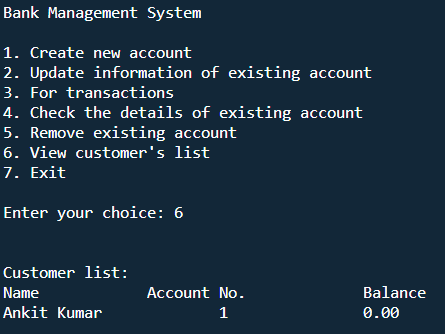 Bank Management System
1. Create new account
2. Update information of existing account
3. For transactions
4. Check the details of existing account
5. Remove existing account
6. View customer's list
7. Exit
Enter your choice: 6
Customer list:
Name Account No. Balance
Ankit Kumar 1 0.00